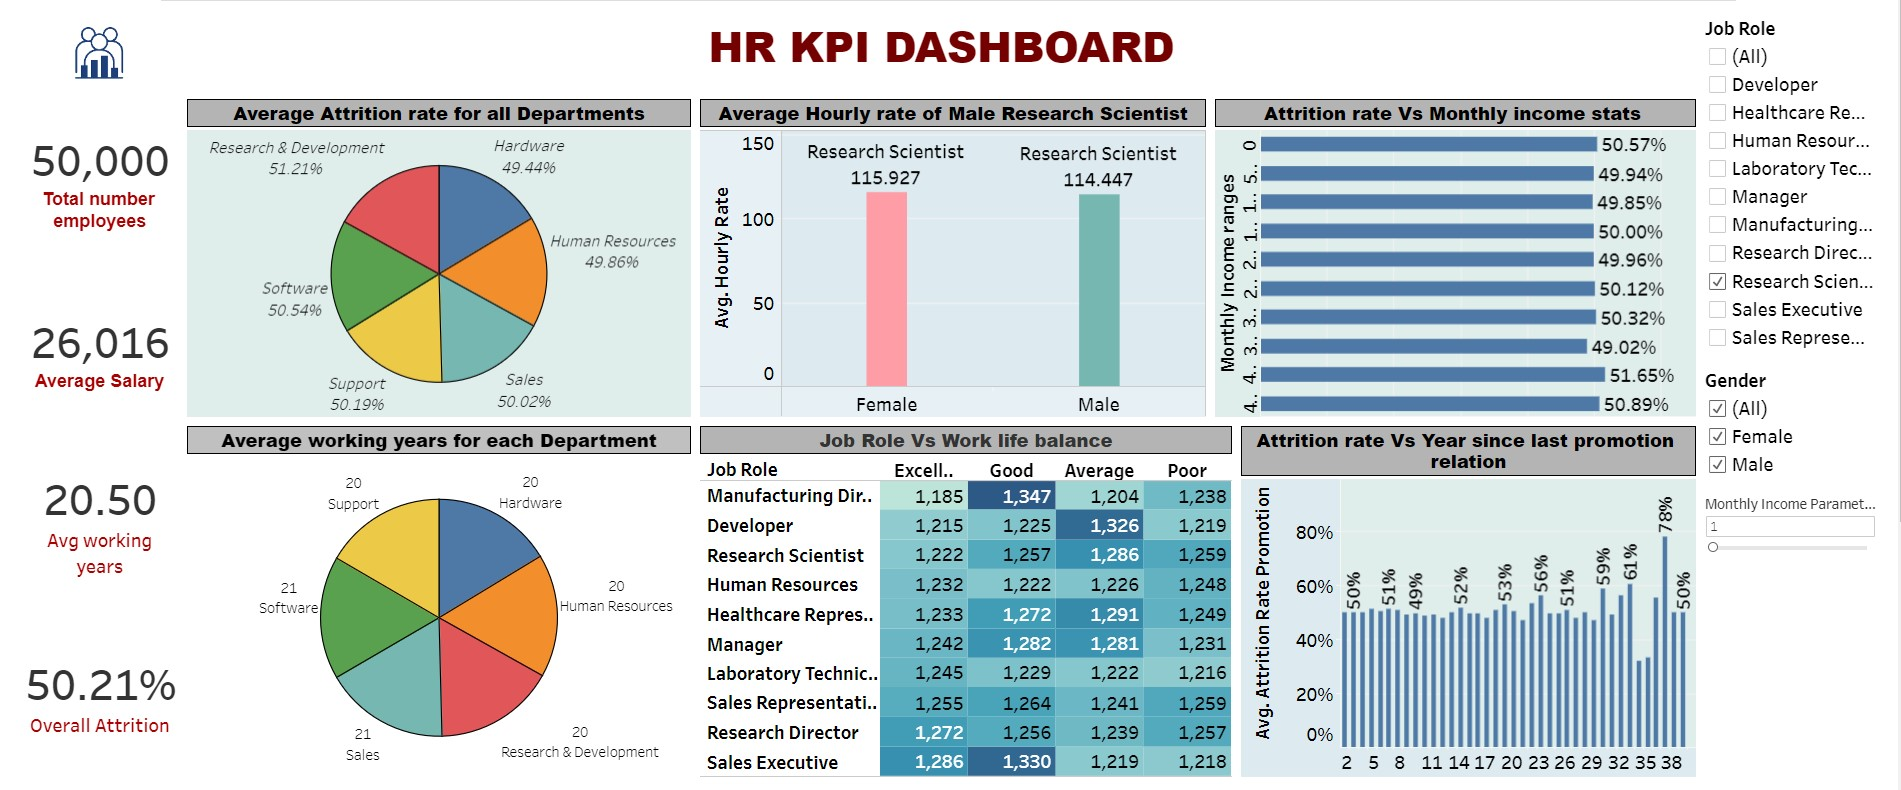 HR KPI DASHBOARD
50,000
Total number
employees
26,016
Average Salary
20.50
Avg working
years
50.21%
Overall Attrition
Average Attrition rate for all Departments
Research & Development
51.21%
Hardware
49.44%
Human Resources
49.86%
Software
50.54%
Support
50.19%
Sales
50.02%
Average Hourly rate of Male Research Scientist
Avg. Hourly Rate
150
100
50
0
Research Scientist
115.927
Research Scientist
114.447
Female
Male
Attrition rate Vs Monthly income stats
Monthly Income ranges
0 50.57%
5.. 49.94%
1.. 49.85%
1.. 50.00%
2.. 49.96%
2.. 50.12%
3.. 50.32%
3.. 49.02%
4.. 51.65%
4.. 50.89%
Average working years for each Department
20
Support
20
Hardware
21
Software
20
Human Resources
21
Sales
20
Research & Development
Job Role Vs Work life balance
Job Role Excell.. Good Average Poor
Manufacturing Dir.. 1,185 1,347 1,204 1,238
Developer 1,215 1,225 1,326 1,219
Research Scientist 1,222 1,257 1,286 1,259
Human Resources 1,232 1,222 1,226 1,248
Healthcare Repres.. 1,233 1,272 1,291 1,249
Manager 1,242 1,282 1,281 1,231
Laboratory Technic.. 1,245 1,229 1,222 1,216
Sales Representati.. 1,255 1,264 1,241 1,259
Research Director 1,272 1,256 1,239 1,257
Sales Executive 1,286 1,330 1,219 1,218
Attrition rate Vs Year since last promotion
relation
Avg. Attrition Rate Promotion
80%
60%
40%
20%
0%
50% 51% 49% 52% 53% 56% 51% 59% 61% 78% 50%
2 5 8 11 14 17 20 23 26 29 32 35 38
Job Role
(All)
Developer
Healthcare Re...
Human Resour...
Laboratory Tec...
Manager
Manufacturing...
Research Direc...
Research Scien...
Sales Executive
Sales Represe...
Gender
(All)
Female
Male
Monthly Income Paramet...
1